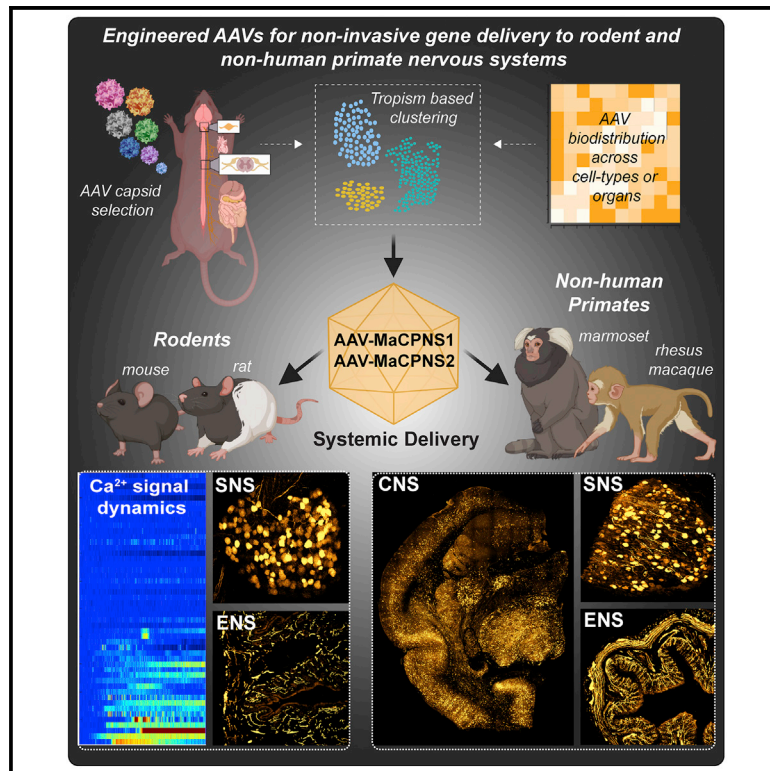 Engineered AAVs for non-invasive gene delivery to rodent and
non-human primate nervous systems
AAV capsid
selection
Tropism based
clustering
AAV
biodistribution
across
cell-types or
organs
Rodents
mouse
rat
AAV-MaCPNS1
AAV-MaCPNS2
Systemic Delivery
Non-human
Primates
marmoset
rhesus
macaque
Ca²⁺ signal
dynamics
SNS
ENS
CNS
SNS
ENS